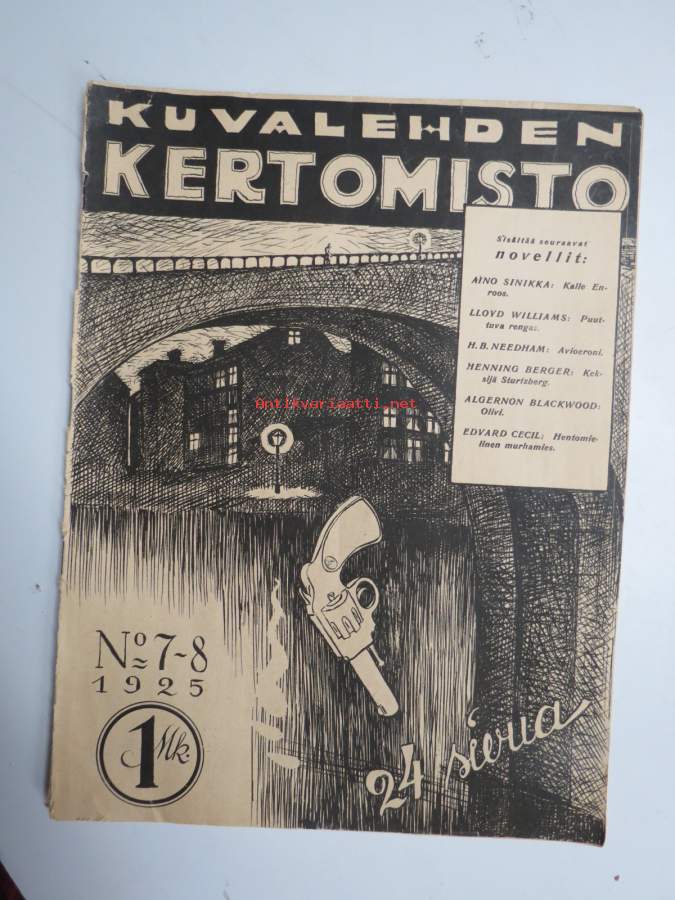 KUVALEHDEN
KERTOMISTO
Sisältää seuraavat
novellit:
AINO SINIKKA: Kalle En-
roos.
LLOYD WILLIAMS: Puut-
tuva rengas.
H. B. NEEDHAM: Avioeroni.
HENNING BERGER: Kek-
sijä Sturtzberg.
ALGERNON BLACKWOOD:
Olivi.
EDVARD CECIL: Hentomie-
linen murhamies.
Antikvariaatti.net
No 7-8
1925
1 Mk.
24 sivua